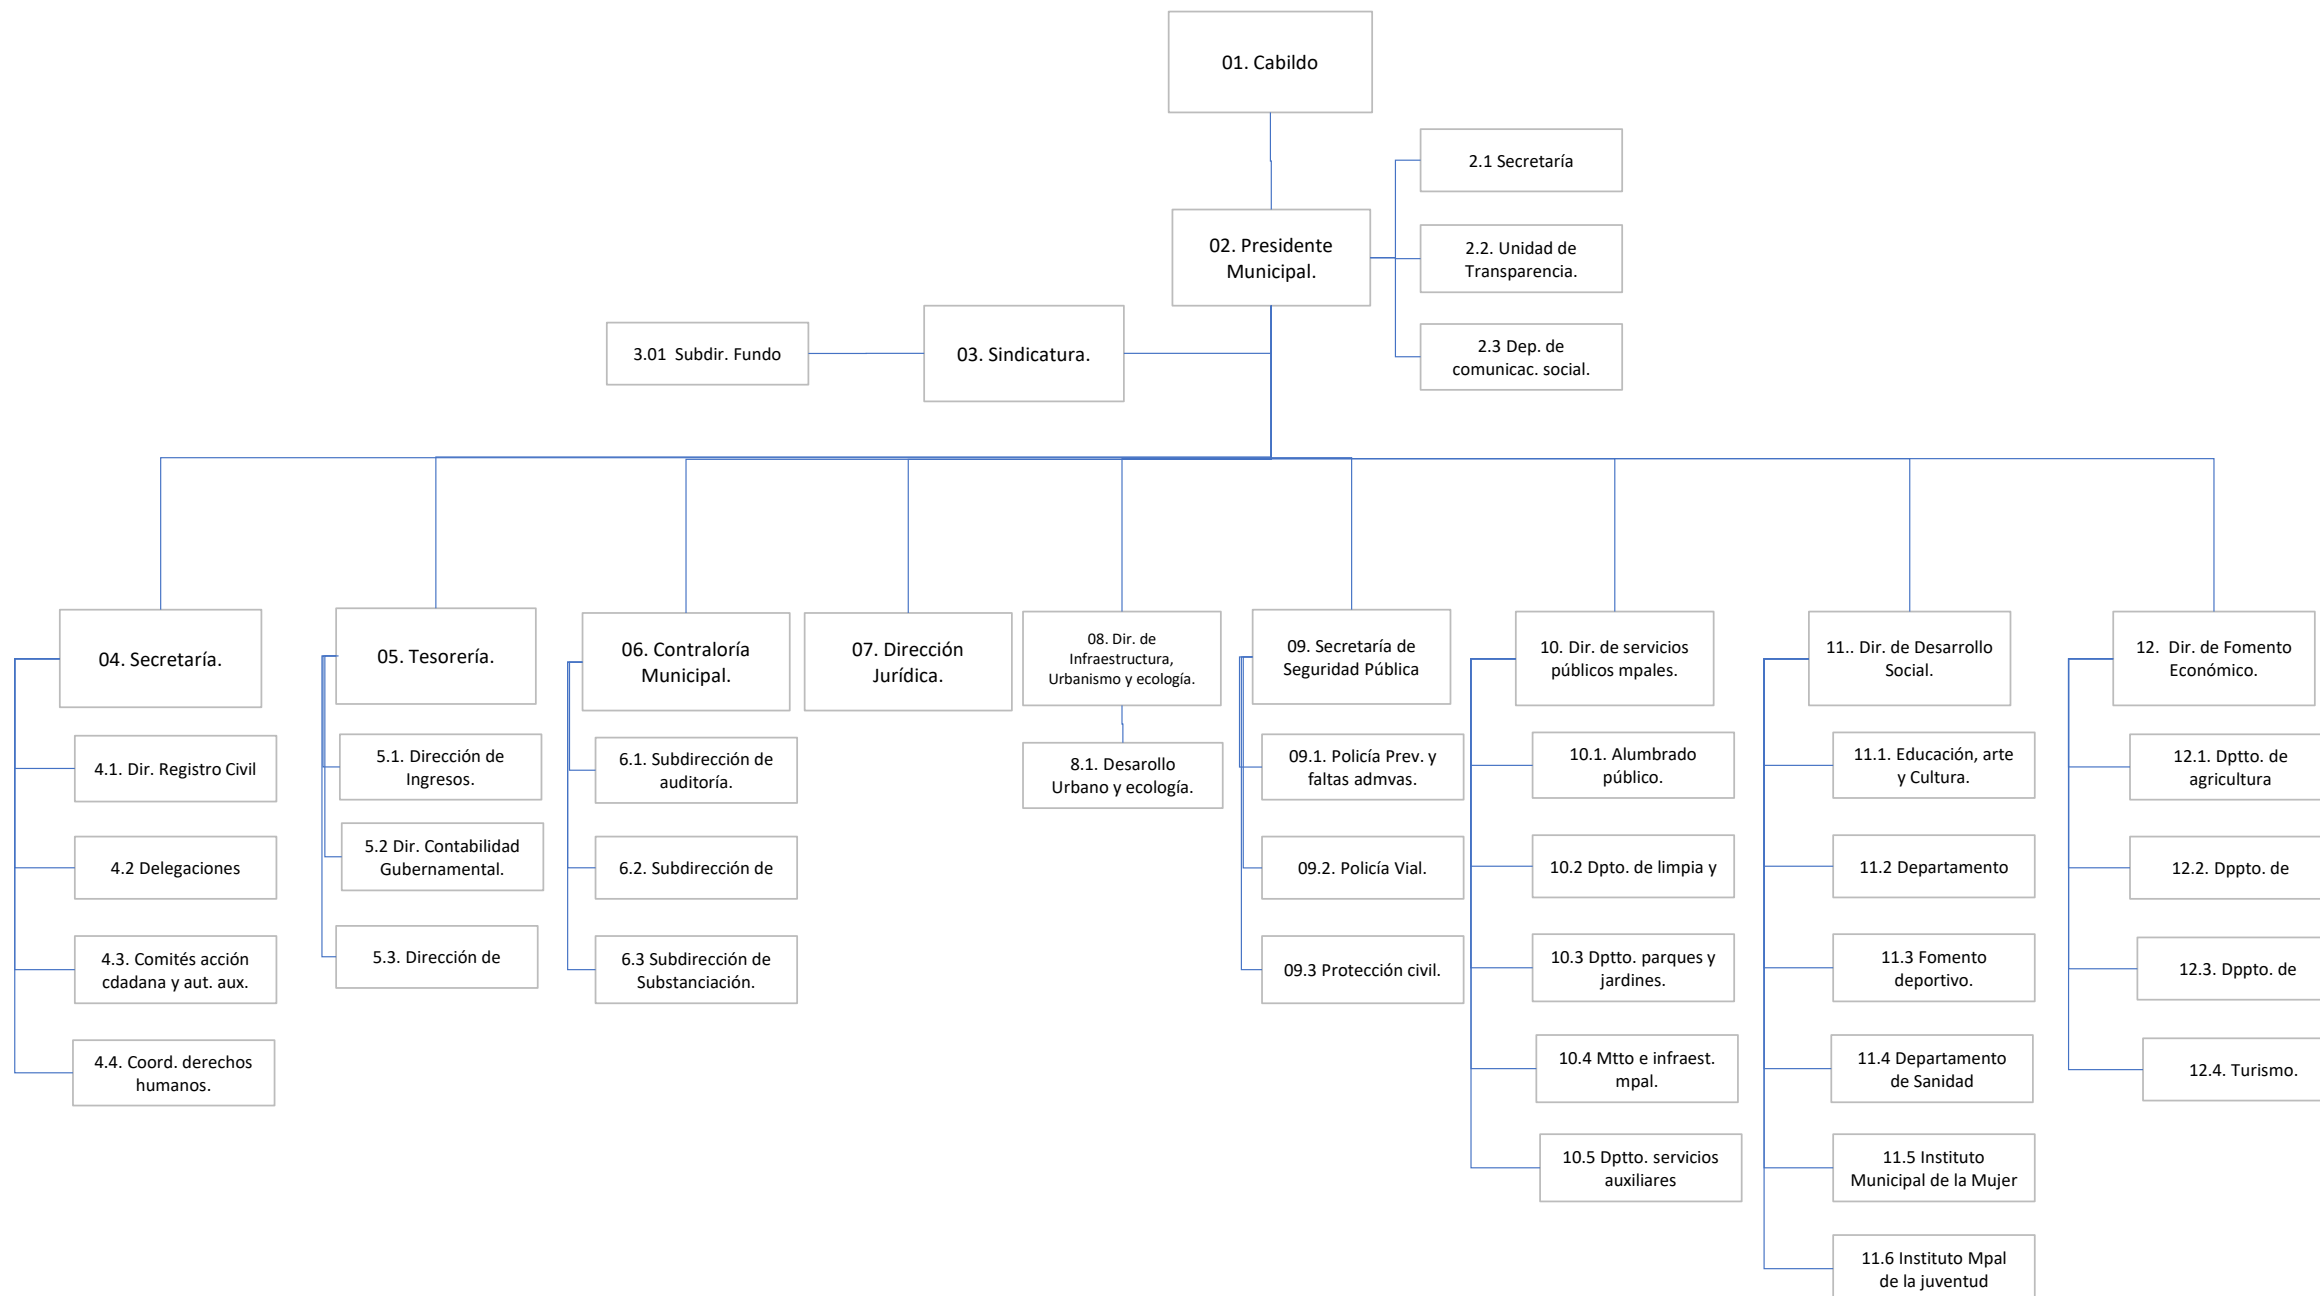 01. Cabildo
2.1 Secretaría
02. Presidente
Municipal.
2.2. Unidad de
Transparencia.
2.3 Dep. de
comunicac. social.
3.01  Subdir. Fundo
03. Sindicatura.
04. Secretaría.
4.1. Dir. Registro Civil
4.2 Delegaciones
4.3. Comités acción
cdadana y aut. aux.
4.4. Coord. derechos
humanos.
05. Tesorería.
5.1. Dirección de
Ingresos.
5.2 Dir. Contabilidad
Gubernamental.
5.3. Dirección de
06. Contraloría
Municipal.
6.1. Subdirección de
auditoría.
6.2. Subdirección de
6.3 Subdirección de
Substanciación.
07. Dirección
Jurídica.
08. Dir. de
Infraestructura,
Urbanismo y ecología.
8.1. Desarollo
Urbano y ecología.
09. Secretaría de
Seguridad Pública
09.1. Policía Prev. y
faltas admvas.
09.2. Policía Vial.
09.3 Protección civil.
10. Dir. de servicios
públicos mpales.
10.1. Alumbrado
público.
10.2 Dpto. de limpia y
10.3 Dptto. parques y
jardines.
10.4 Mtto e infraest.
mpal.
10.5 Dptto. servicios
auxiliares
11.. Dir. de Desarrollo
Social.
11.1. Educación, arte
y Cultura.
11.2 Departamento
11.3 Fomento
deportivo.
11.4 Departamento
de Sanidad
11.5 Instituto
Municipal de la Mujer
11.6 Instituto Mpal
de la juventud
12.  Dir. de Fomento
Económico.
12.1. Dptto. de
agricultura
12.2. Dppto. de
12.3. Dppto. de
12.4. Turismo.